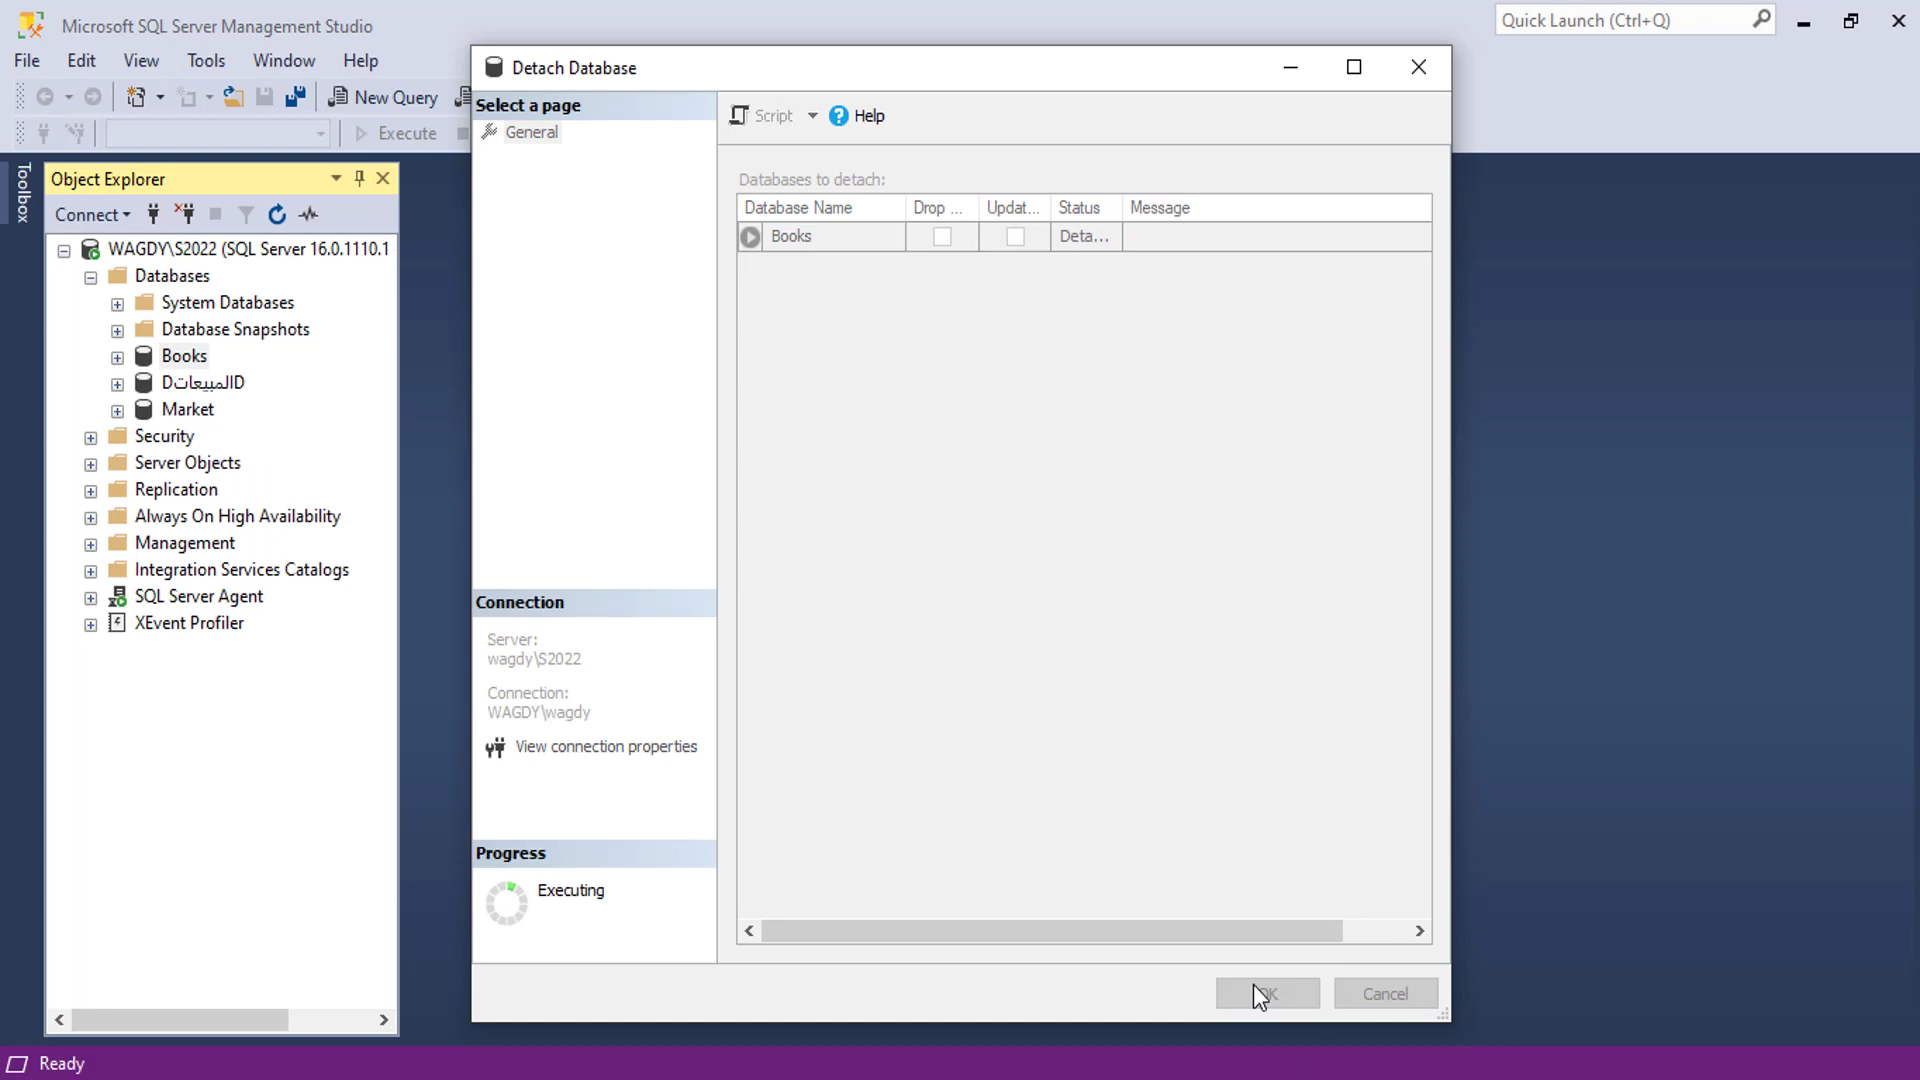 Microsoft SQL Server Management Studio
Quick Launch (Ctrl+Q)
File Edit View Tools Window Help
New Query
Execute
Toolbox
Object Explorer
Connect
WAGDY\S2022 (SQL Server 16.0.1110.1
Databases
System Databases
Database Snapshots
Books
DالمبيعاتD
Market
Security
Server Objects
Replication
Always On High Availability
Management
Integration Services Catalogs
SQL Server Agent
XEvent Profiler
Detach Database
Select a page
General
Script
Help
Databases to detach:
Database Name Drop ... Updat... Status Message
Books Deta...
Connection
Server:
wagdy\S2022
Connection:
WAGDY\wagdy
View connection properties
Progress
Executing
OK Cancel
Ready